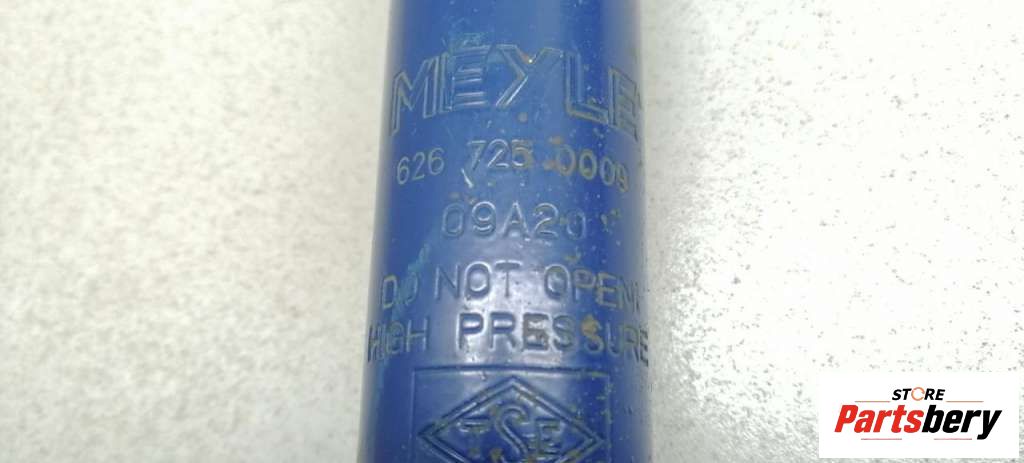 MEYLE
626 725 0009
09A20
DO NOT OPEN!
HIGH PRESSURE
TSE
STORE
Partsbery